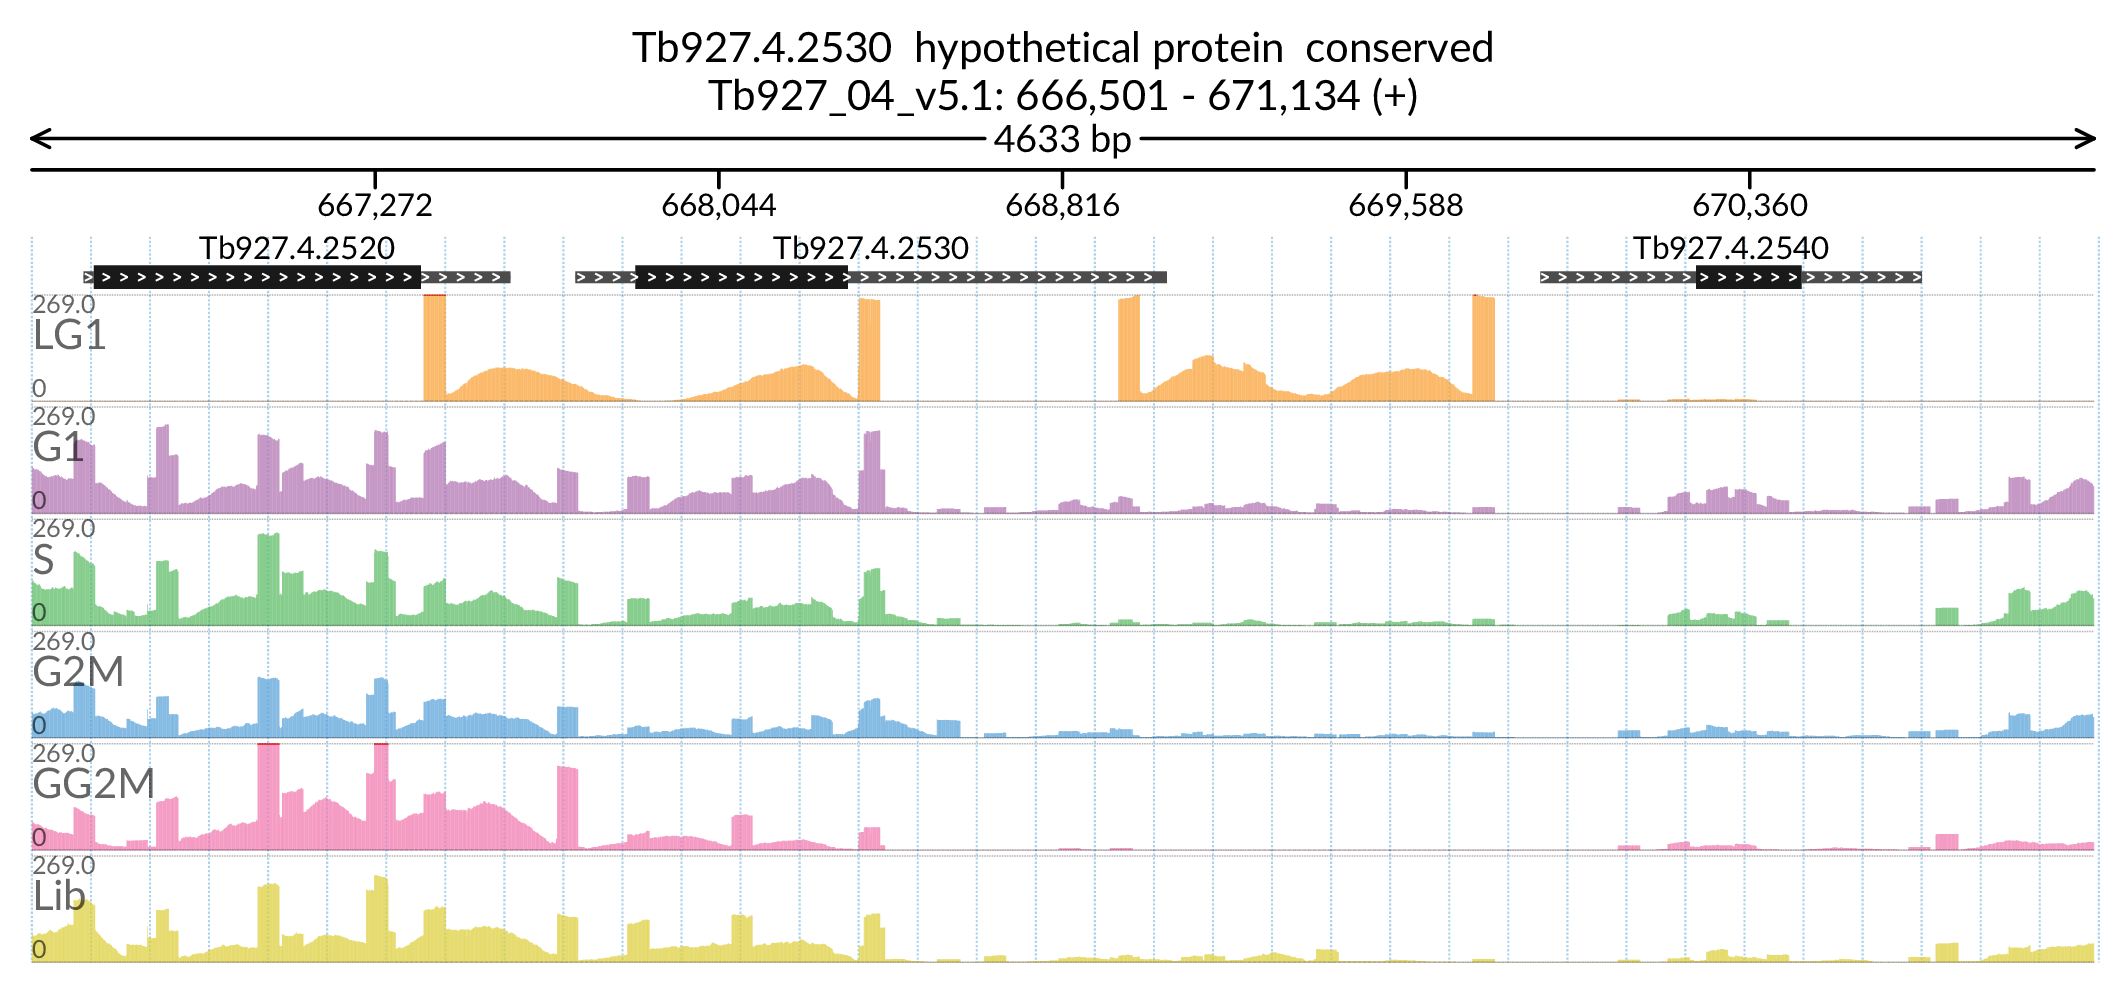 Tb927.4.2530 hypothetical protein conserved
Tb927_04_v5.1: 666,501 - 671,134 (+)
4633 bp
667,272 668,044 668,816 669,588 670,360
Tb927.4.2520 Tb927.4.2530 Tb927.4.2540
269.0
LG1
0
269.0
G1
0
269.0
S
0
269.0
G2M
0
269.0
GG2M
0
269.0
Lib
0